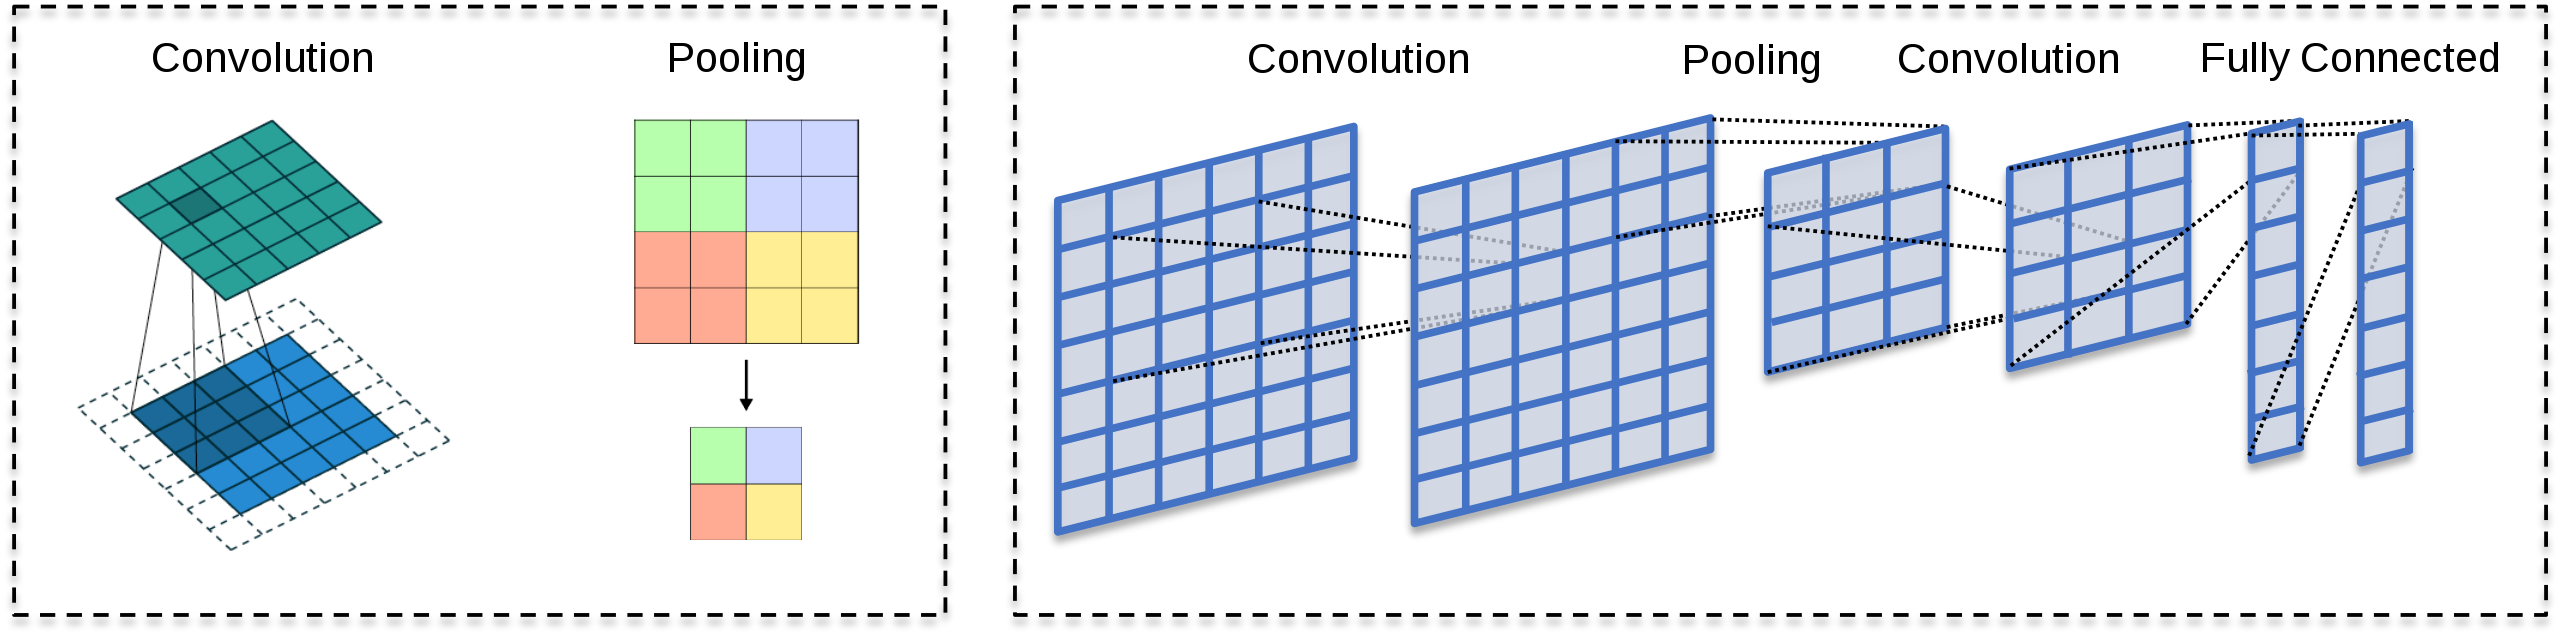 Convolution
Pooling
Convolution
Pooling
Convolution
Fully Connected